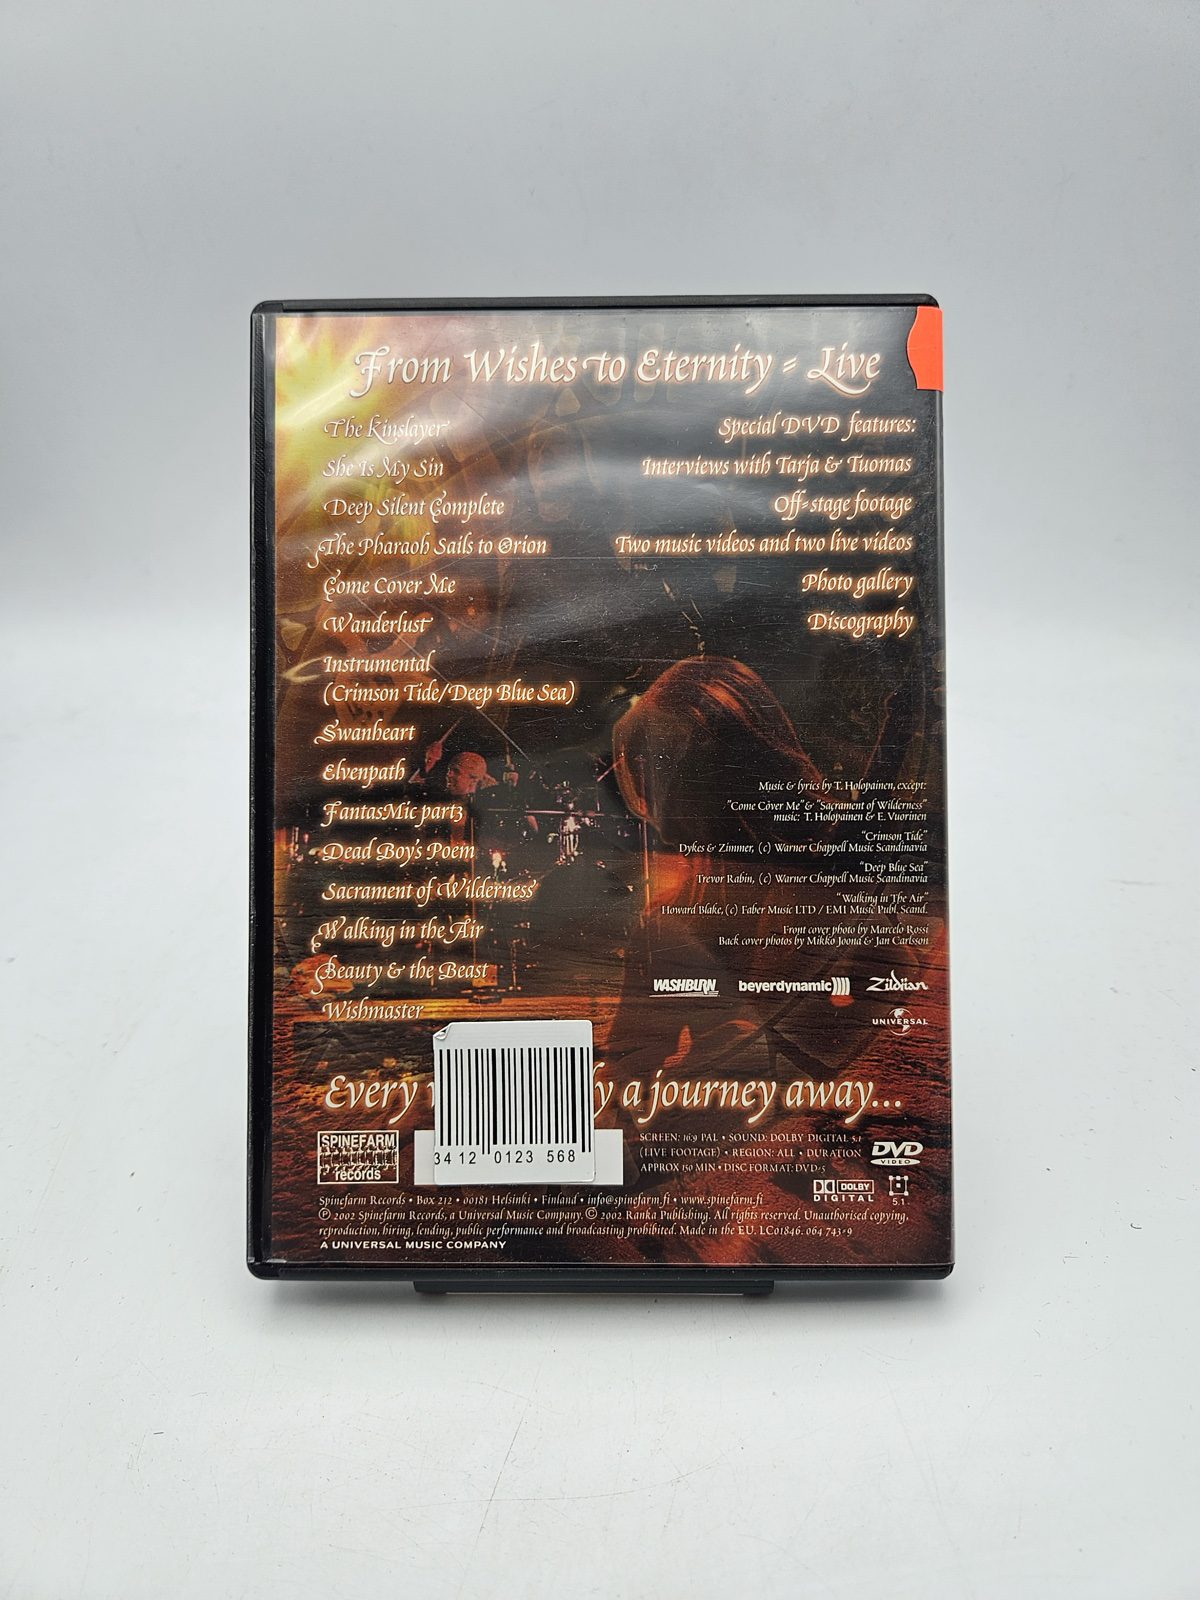 From Wishes to Eternity - Live
The Kinslayer
She Is My Sin
Deep Silent Complete
The Pharaoh Sails to Orion
Come Cover Me
Wanderlust
Instrumental
(Crimson Tide/Deep Blue Sea)
Swanheart
Elvenpath
FantasMic part3
Dead Boy's Poem
Sacrament of Wilderness
Walking in the Air
Beauty & the Beast
Wishmaster
Special DVD features:
Interviews with Tarja & Tuomas
Off-stage footage
Two music videos and two live videos
Photo gallery
Discography
Music & lyrics by T. Holopainen, except:
"Come Cover Me" & "Sacrament of Wilderness"
music: T. Holopainen & E. Vuorinen
"Crimson Tide"
Dykes & Zimmer, (c) Warner Chappell Music Scandinavia
"Deep Blue Sea"
Trevor Rabin, (c) Warner Chappell Music Scandinavia
"Walking in The Air"
Howard Blake, (c) Faber Music LTD / EMI Music Publ. Scand.
Front cover photo by Marcelo Rossi
Back cover photos by Mikko Joona & Jan Carlsson
WASHBURN beyerdynamic Zildjian
UNIVERSAL
Every a journey away...
34 12 0123 568
SPINEFARM
records
SCREEN: 16:9 PAL • SOUND: DOLBY DIGITAL 5.1
(LIVE FOOTAGE) • REGION: ALL • DURATION
APPROX 150 MIN • DISC FORMAT: DVD-5
DVD
VIDEO
DOLBY
DIGITAL
5.1
Spinefarm Records • Box 212 • 00181 Helsinki • Finland • info@spinefarm.fi • www.spinefarm.fi
℗ 2002 Spinefarm Records, a Universal Music Company. © 2002 Ranka Publishing. All rights reserved. Unauthorised copying,
reproduction, hiring, lending, public performance and broadcasting prohibited. Made in the EU. LC01846. 064 743-9
A UNIVERSAL MUSIC COMPANY